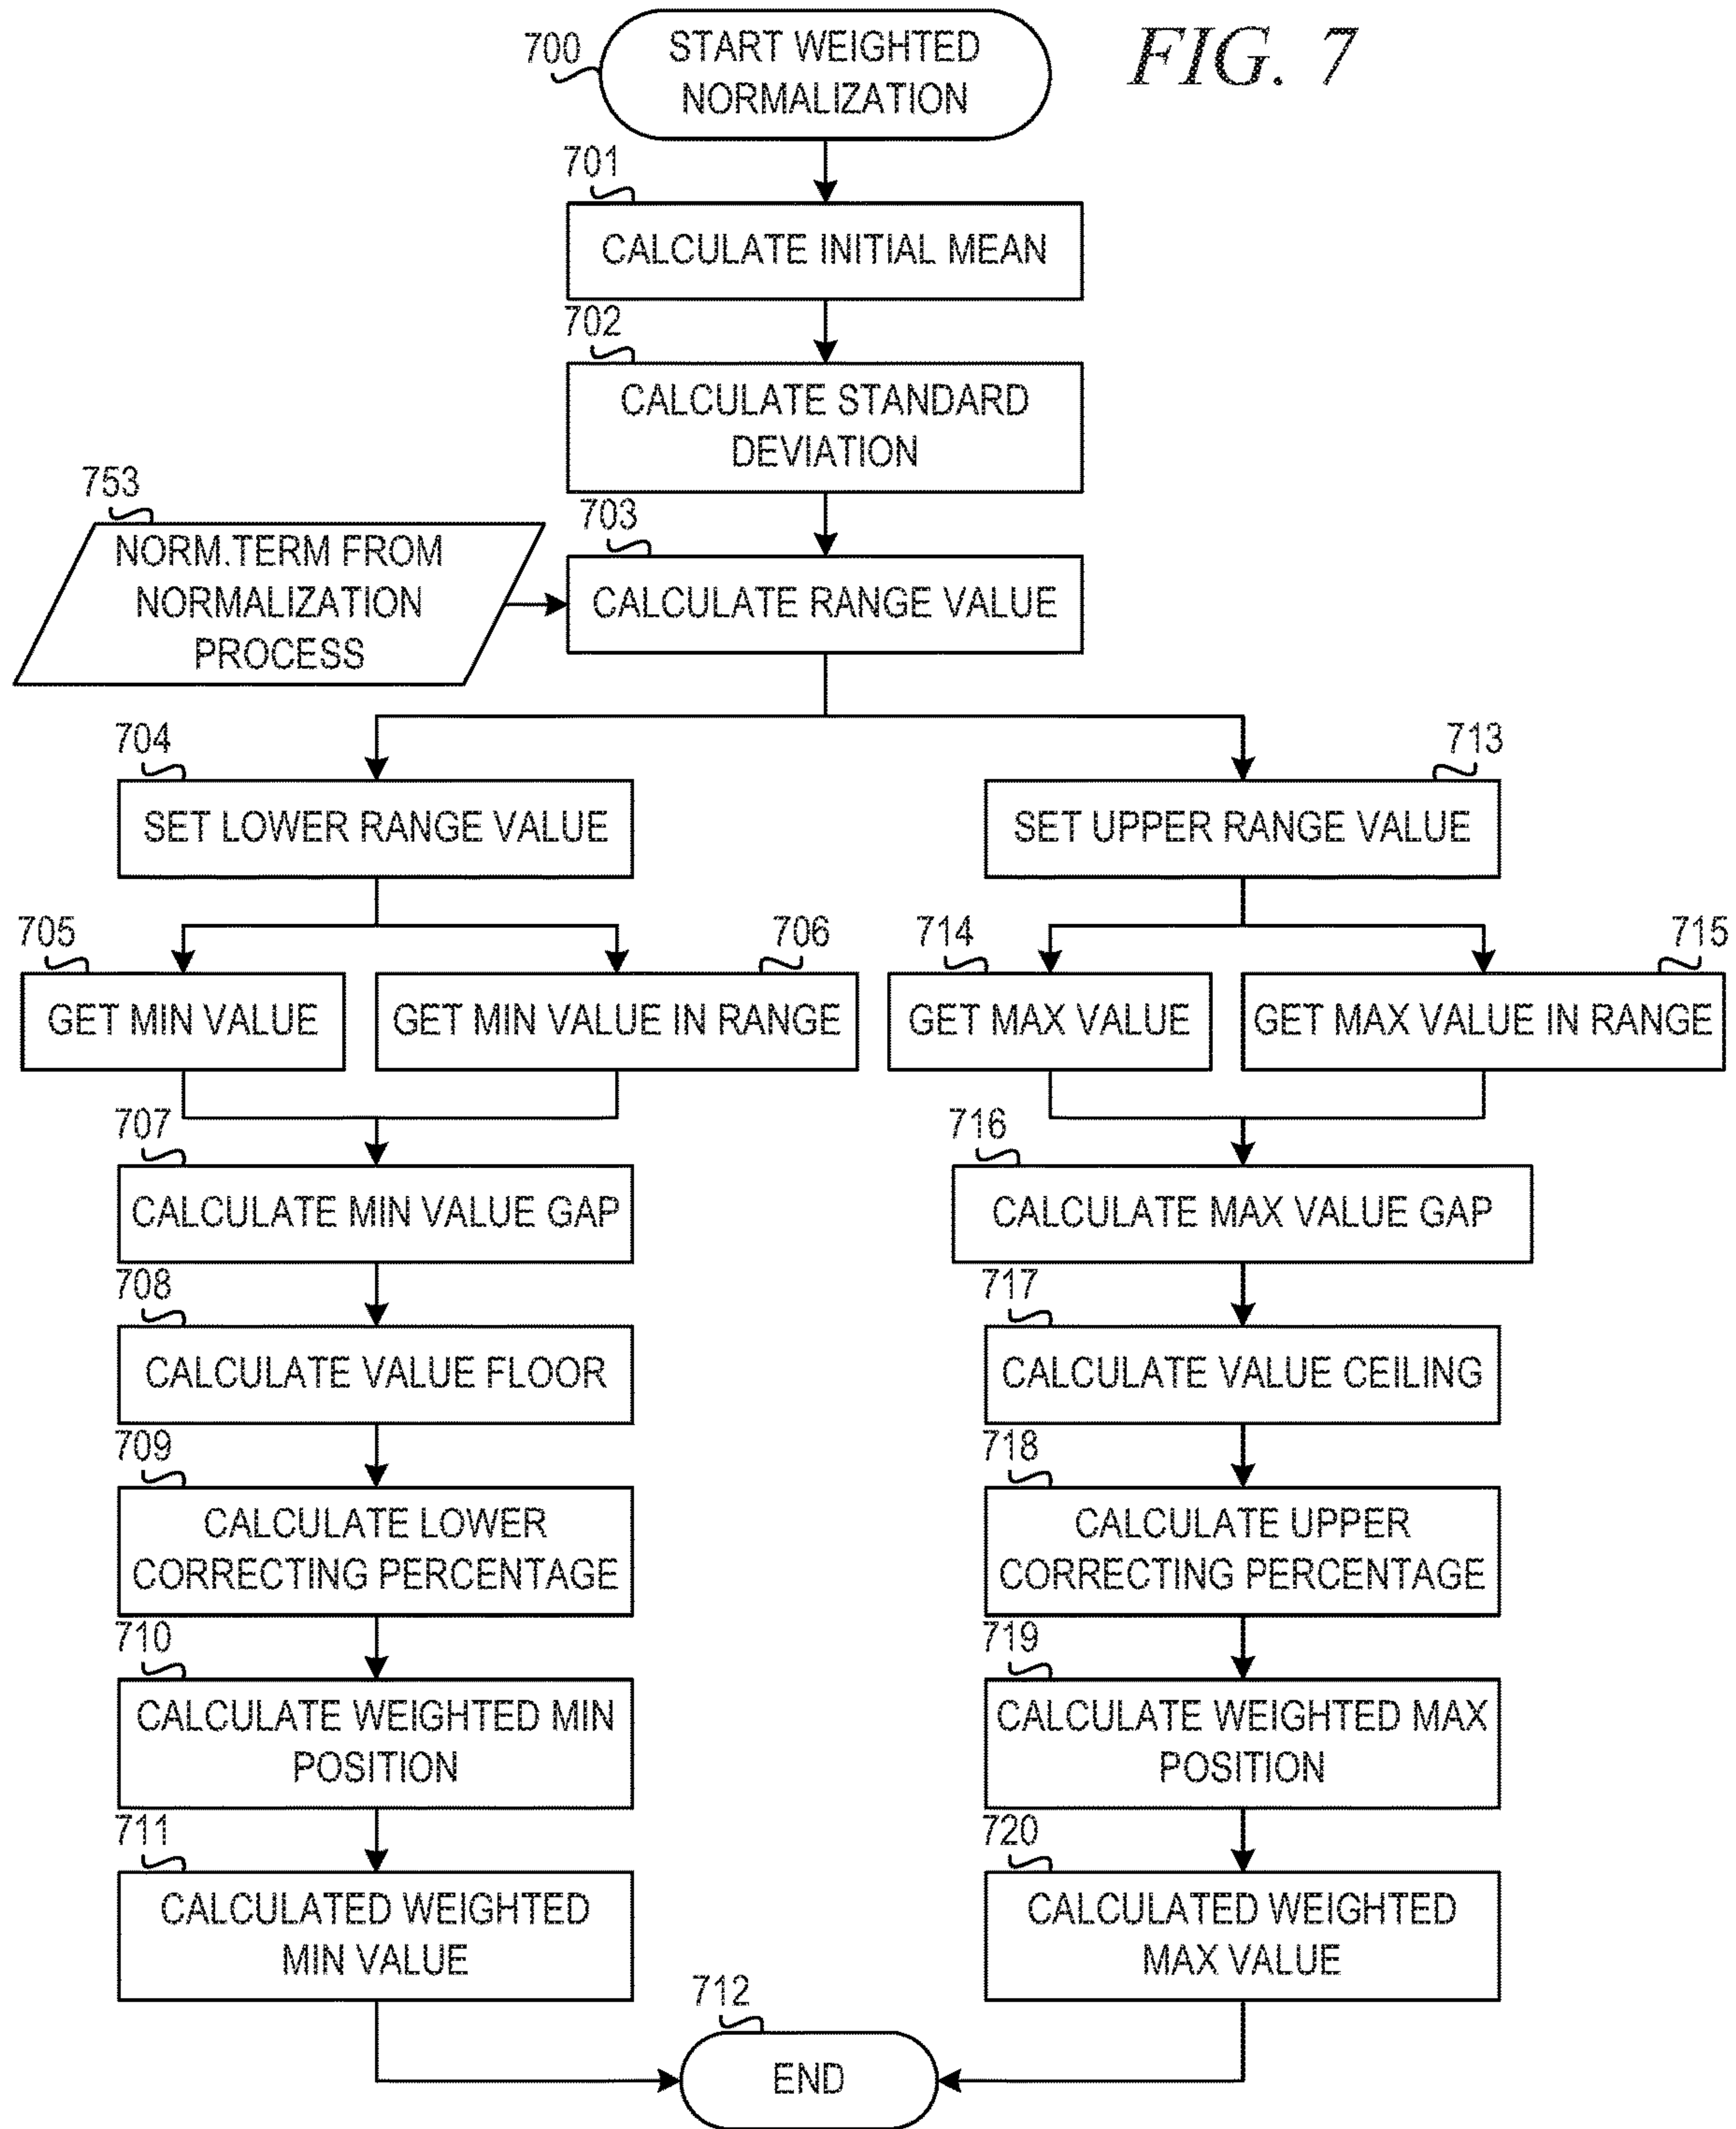 700
START WEIGHTED
NORMALIZATION
FIG. 7
701
CALCULATE INITIAL MEAN
702
CALCULATE STANDARD
DEVIATION
753
NORM.TERM FROM
NORMALIZATION
PROCESS
703
CALCULATE RANGE VALUE
704
SET LOWER RANGE VALUE
713
SET UPPER RANGE VALUE
705
GET MIN VALUE
706
GET MIN VALUE IN RANGE
714
GET MAX VALUE
715
GET MAX VALUE IN RANGE
707
CALCULATE MIN VALUE GAP
716
CALCULATE MAX VALUE GAP
708
CALCULATE VALUE FLOOR
717
CALCULATE VALUE CEILING
709
CALCULATE LOWER
CORRECTING PERCENTAGE
718
CALCULATE UPPER
CORRECTING PERCENTAGE
710
CALCULATE WEIGHTED MIN
POSITION
719
CALCULATE WEIGHTED MAX
POSITION
711
CALCULATED WEIGHTED
MIN VALUE
720
CALCULATED WEIGHTED
MAX VALUE
712
END